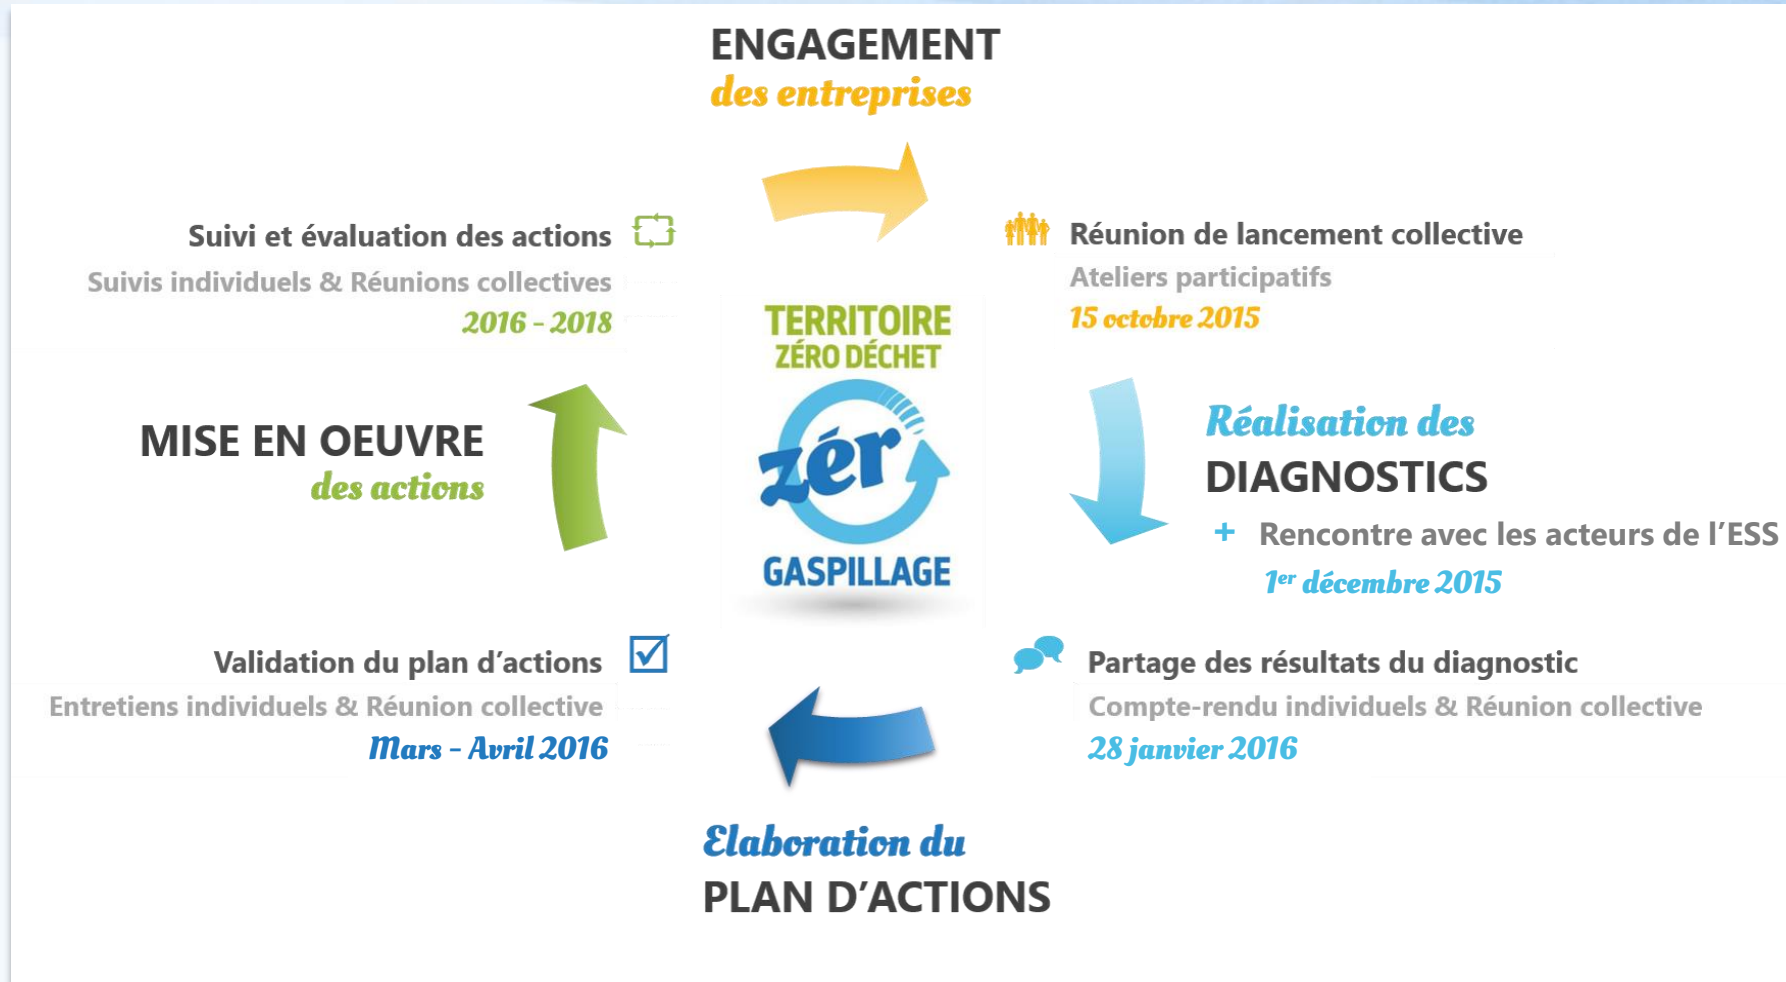 ENGAGEMENT
des entreprises
Suivi et évaluation des actions
Suivis individuels & Réunions collectives
2016 - 2018
Réunion de lancement collective
Ateliers participatifs
15 octobre 2015
TERRITOIRE
ZÉRO DÉCHET
zér
GASPILLAGE
MISE EN OEUVRE
des actions
Réalisation des
DIAGNOSTICS
+ Rencontre avec les acteurs de l'ESS
1er décembre 2015
Validation du plan d'actions
Entretiens individuels & Réunion collective
Mars - Avril 2016
Partage des résultats du diagnostic
Compte-rendu individuels & Réunion collective
28 janvier 2016
Elaboration du
PLAN D'ACTIONS